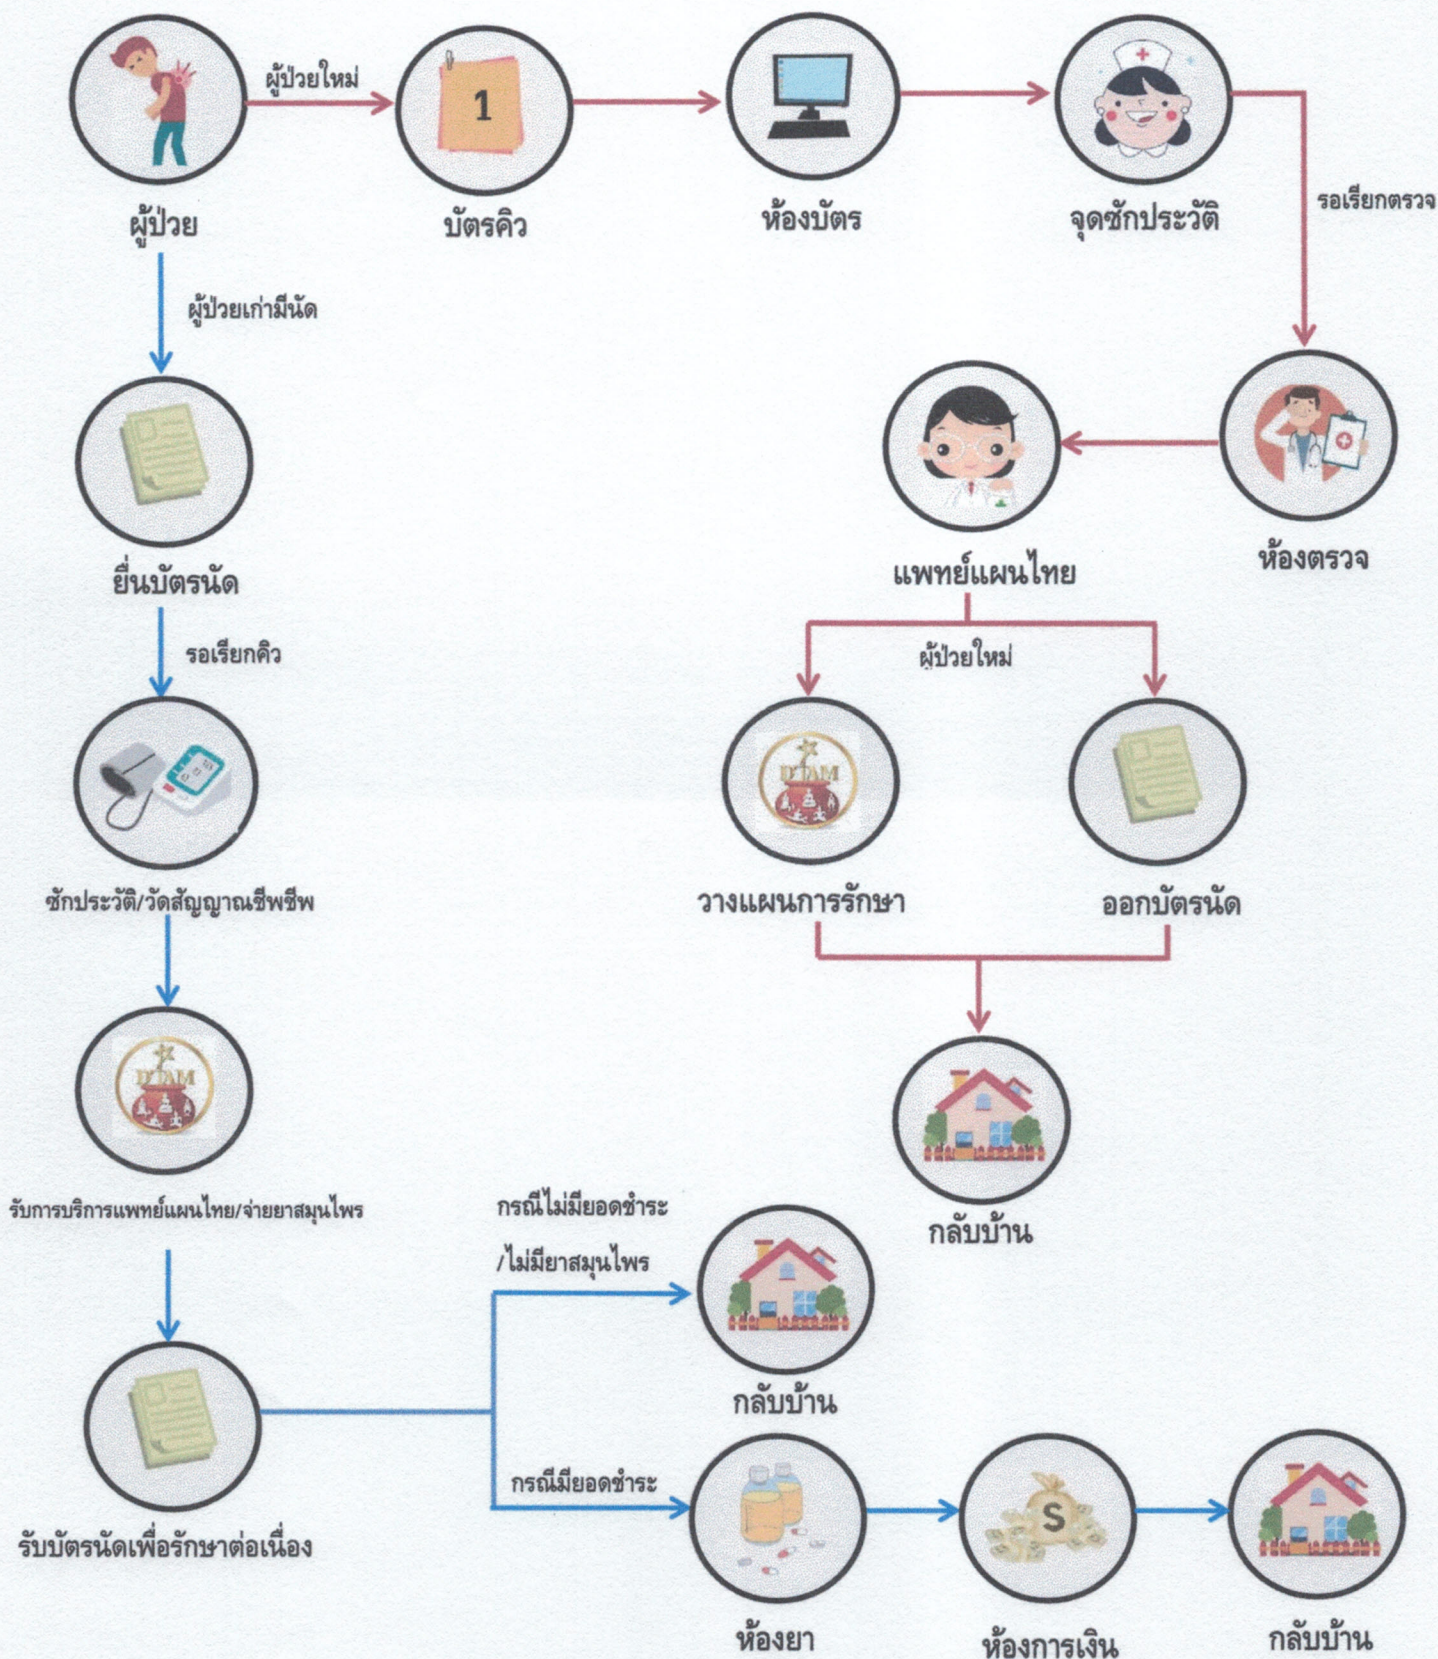 ผู้ป่วยใหม่
1
ผู้ป่วย
บัตรคิว
ห้องบัตร
จุดซักประวัติ
รอเรียกตรวจ
ผู้ป่วยเก่ามีนัด
ยื่นบัตรนัด
แพทย์แผนไทย
ห้องตรวจ
รอเรียกคิว
ผู้ป่วยใหม่
DTAM
ซักประวัติ/วัดสัญญาณชีพชีพ
วางแผนการรักษา
ออกบัตรนัด
DTAM
รับการบริการแพทย์แผนไทย/จ่ายยาสมุนไพร
กรณีไม่มียอดชำระ
/ไม่มียาสมุนไพร
กลับบ้าน
กลับบ้าน
กรณีมียอดชำระ
S
รับบัตรนัดเพื่อรักษาต่อเนื่อง
ห้องยา
ห้องการเงิน
กลับบ้าน